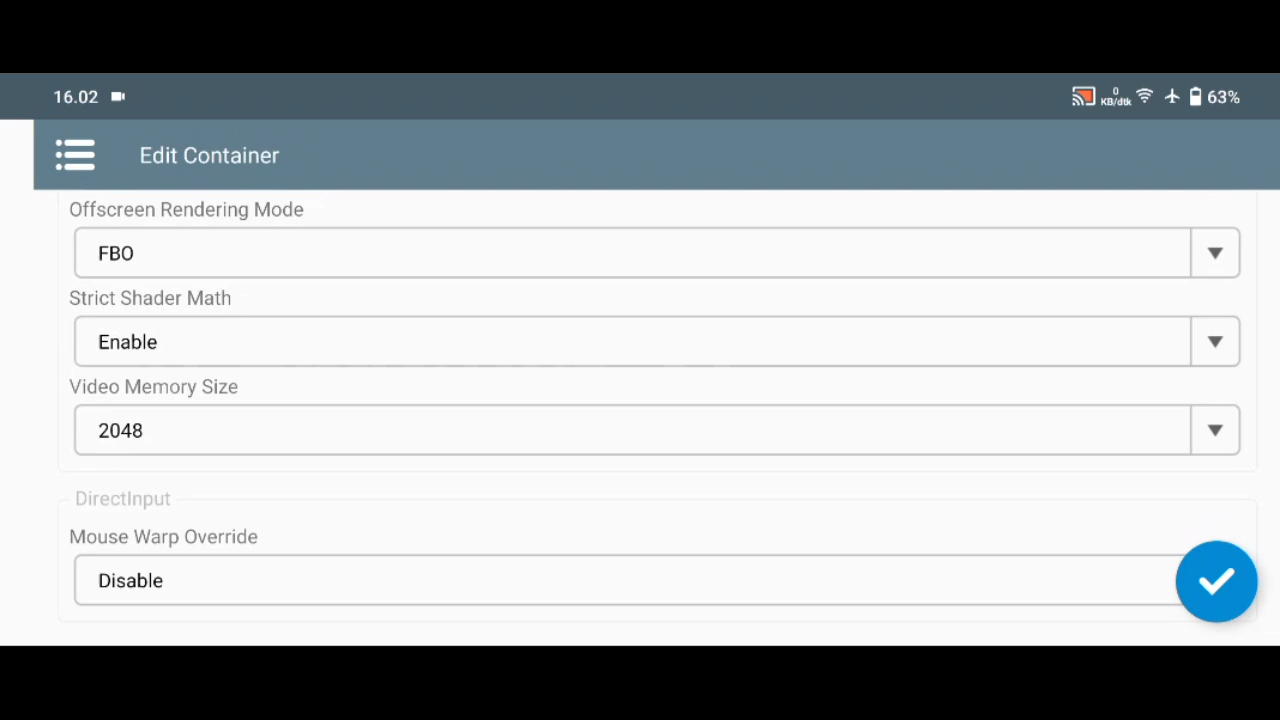 16.02
0
KB/dtk
63%
Edit Container
Offscreen Rendering Mode
FBO
Strict Shader Math
Enable
Video Memory Size
2048
DirectInput
Mouse Warp Override
Disable